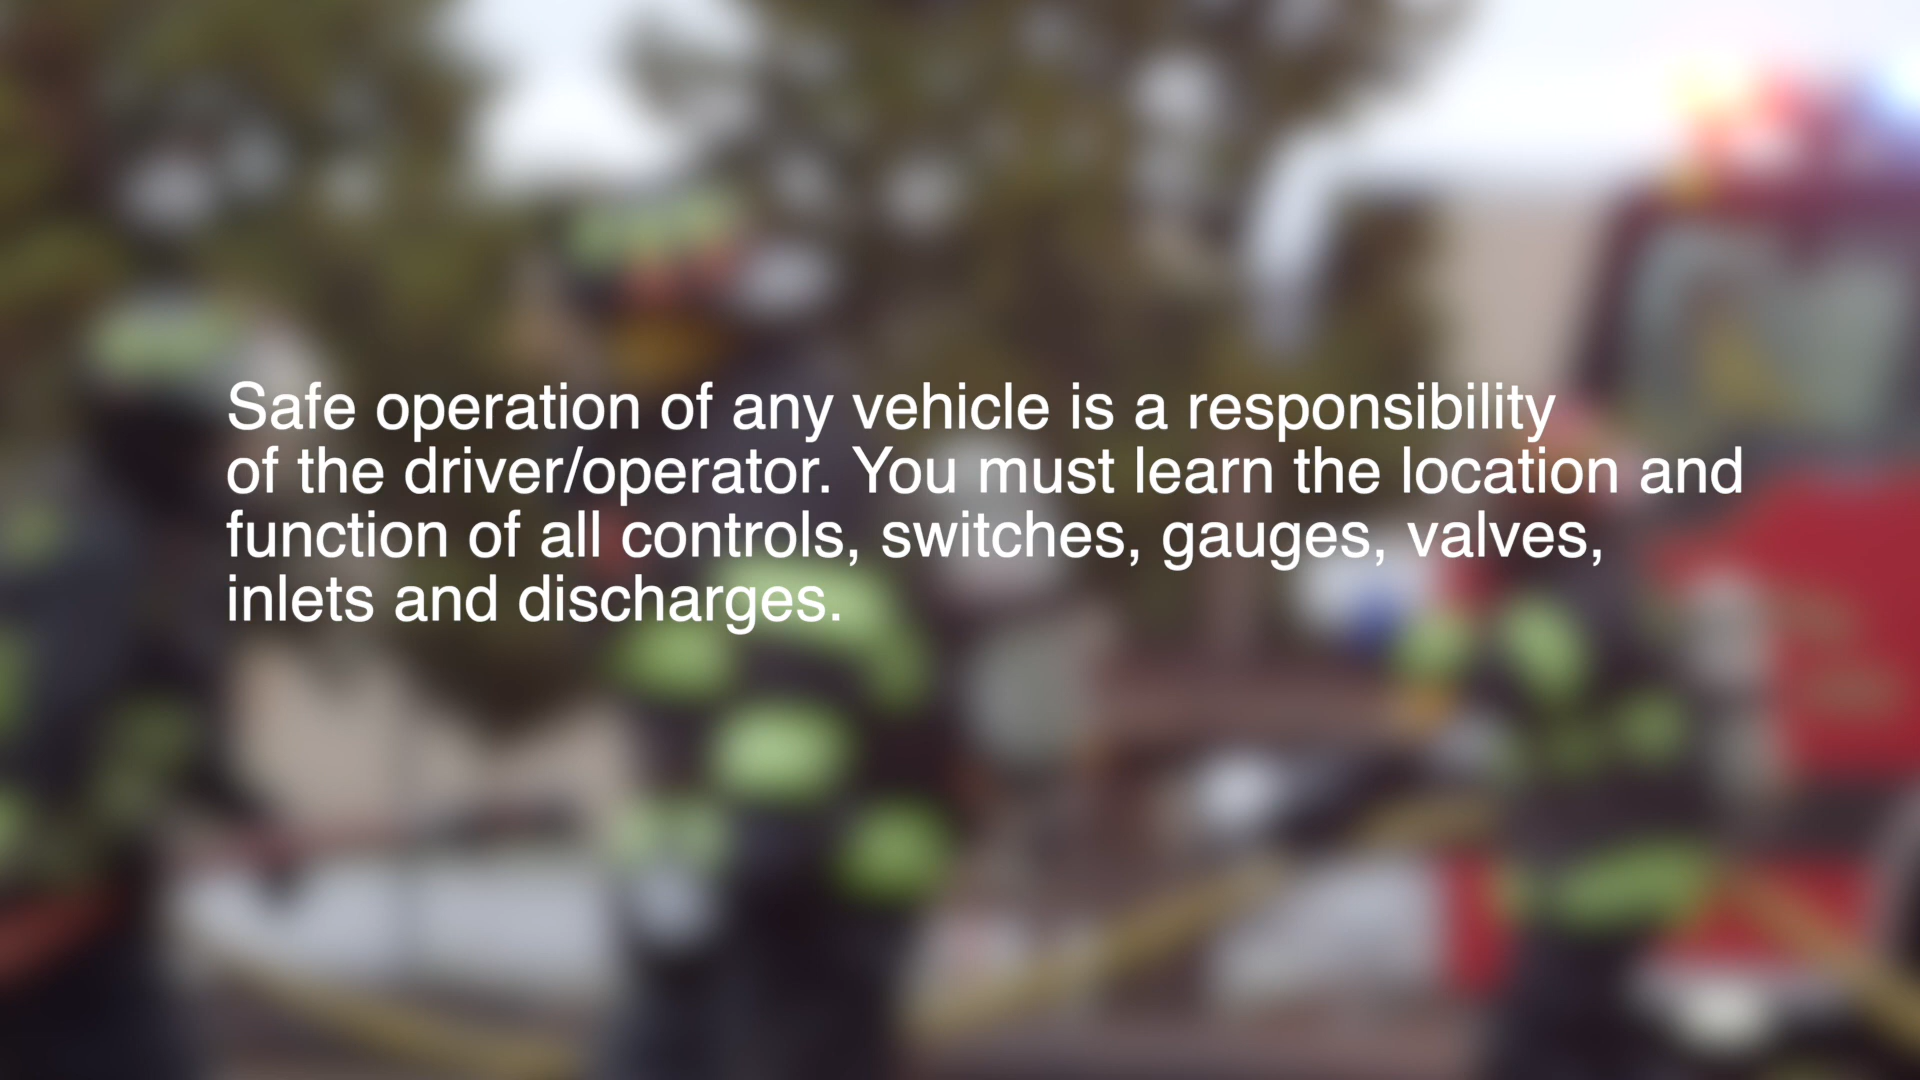 Safe operation of any vehicle is a responsibility
of the driver/operator. You must learn the location and
function of all controls, switches, gauges, valves,
inlets and discharges.